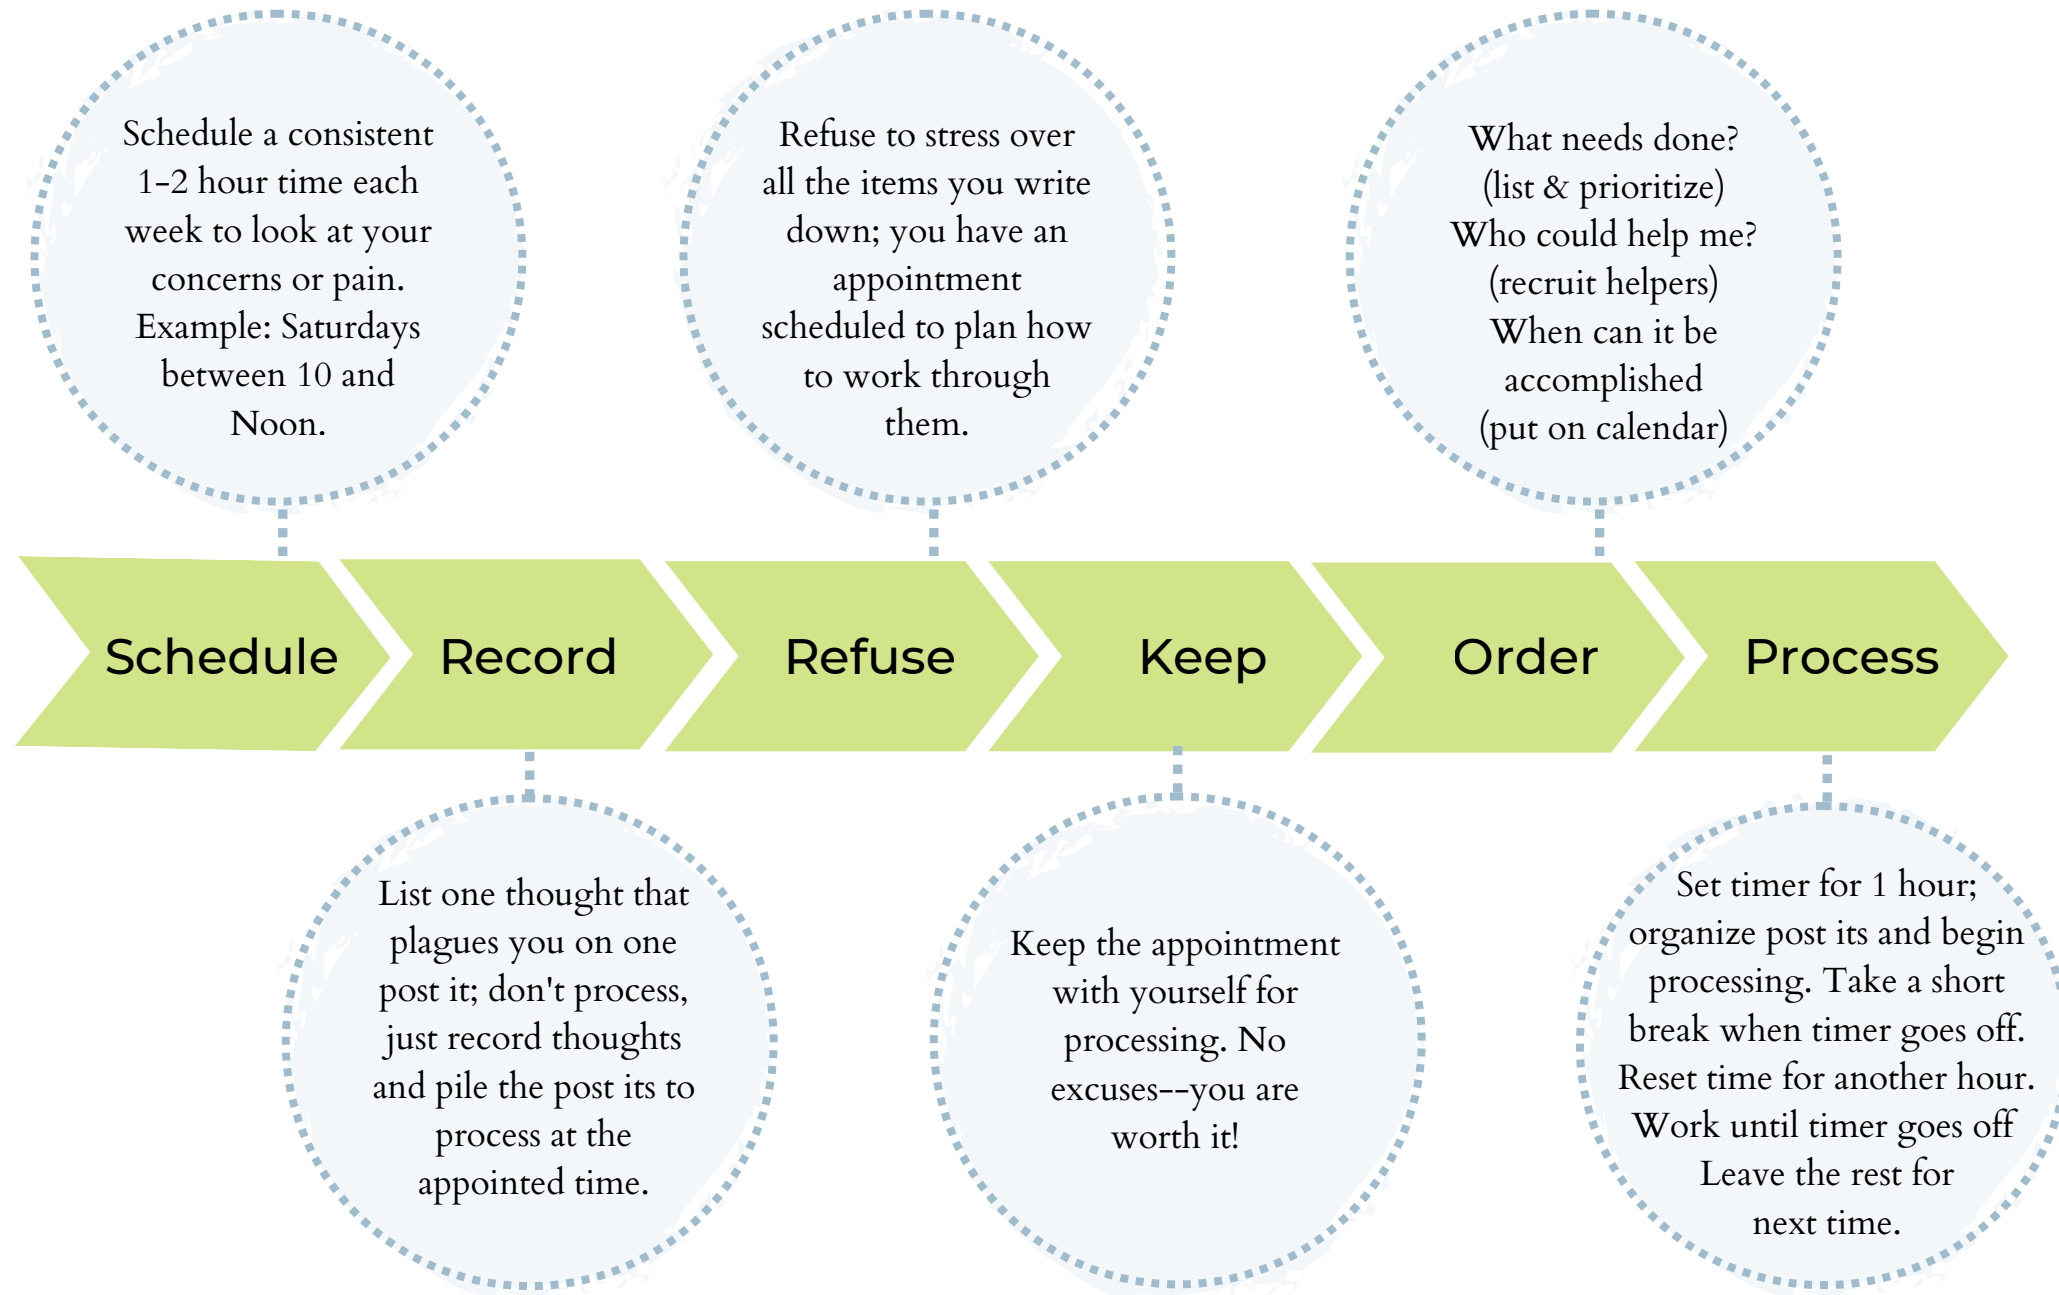 Schedule a consistent
1-2 hour time each
week to look at your
concerns or pain.
Example: Saturdays
between 10 and
Noon.
Refuse to stress over
all the items you write
down; you have an
appointment
scheduled to plan how
to work through
them.
What needs done?
(list & prioritize)
Who could help me?
(recruit helpers)
When can it be
accomplished
(put on calendar)
Schedule
Record
Refuse
Keep
Order
Process
List one thought that
plagues you on one
post it; don't process,
just record thoughts
and pile the post its to
process at the
appointed time.
Keep the appointment
with yourself for
processing. No
excuses--you are
worth it!
Set timer for 1 hour;
organize post its and begin
processing. Take a short
break when timer goes off.
Reset time for another hour.
Work until timer goes off
Leave the rest for
next time.